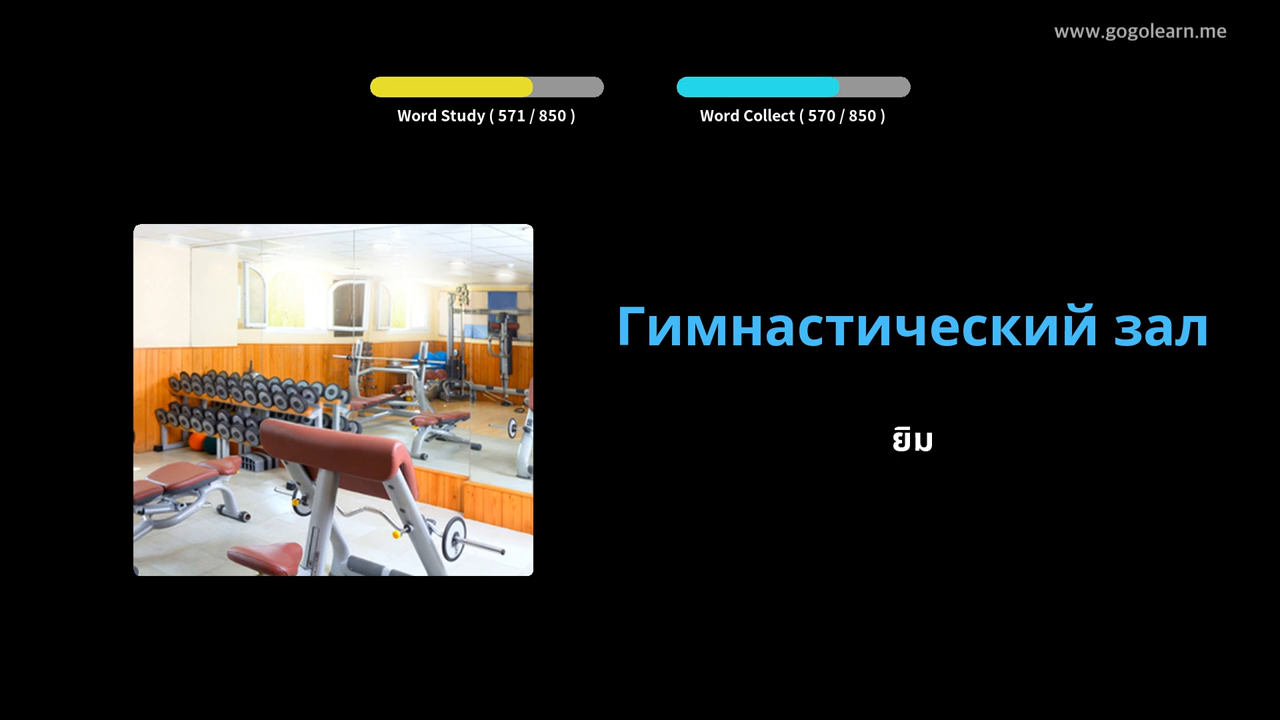 www.gogolearn.me
Word Study ( 571 / 850 )
Word Collect ( 570 / 850 )
Гимнастический зал
ยิม